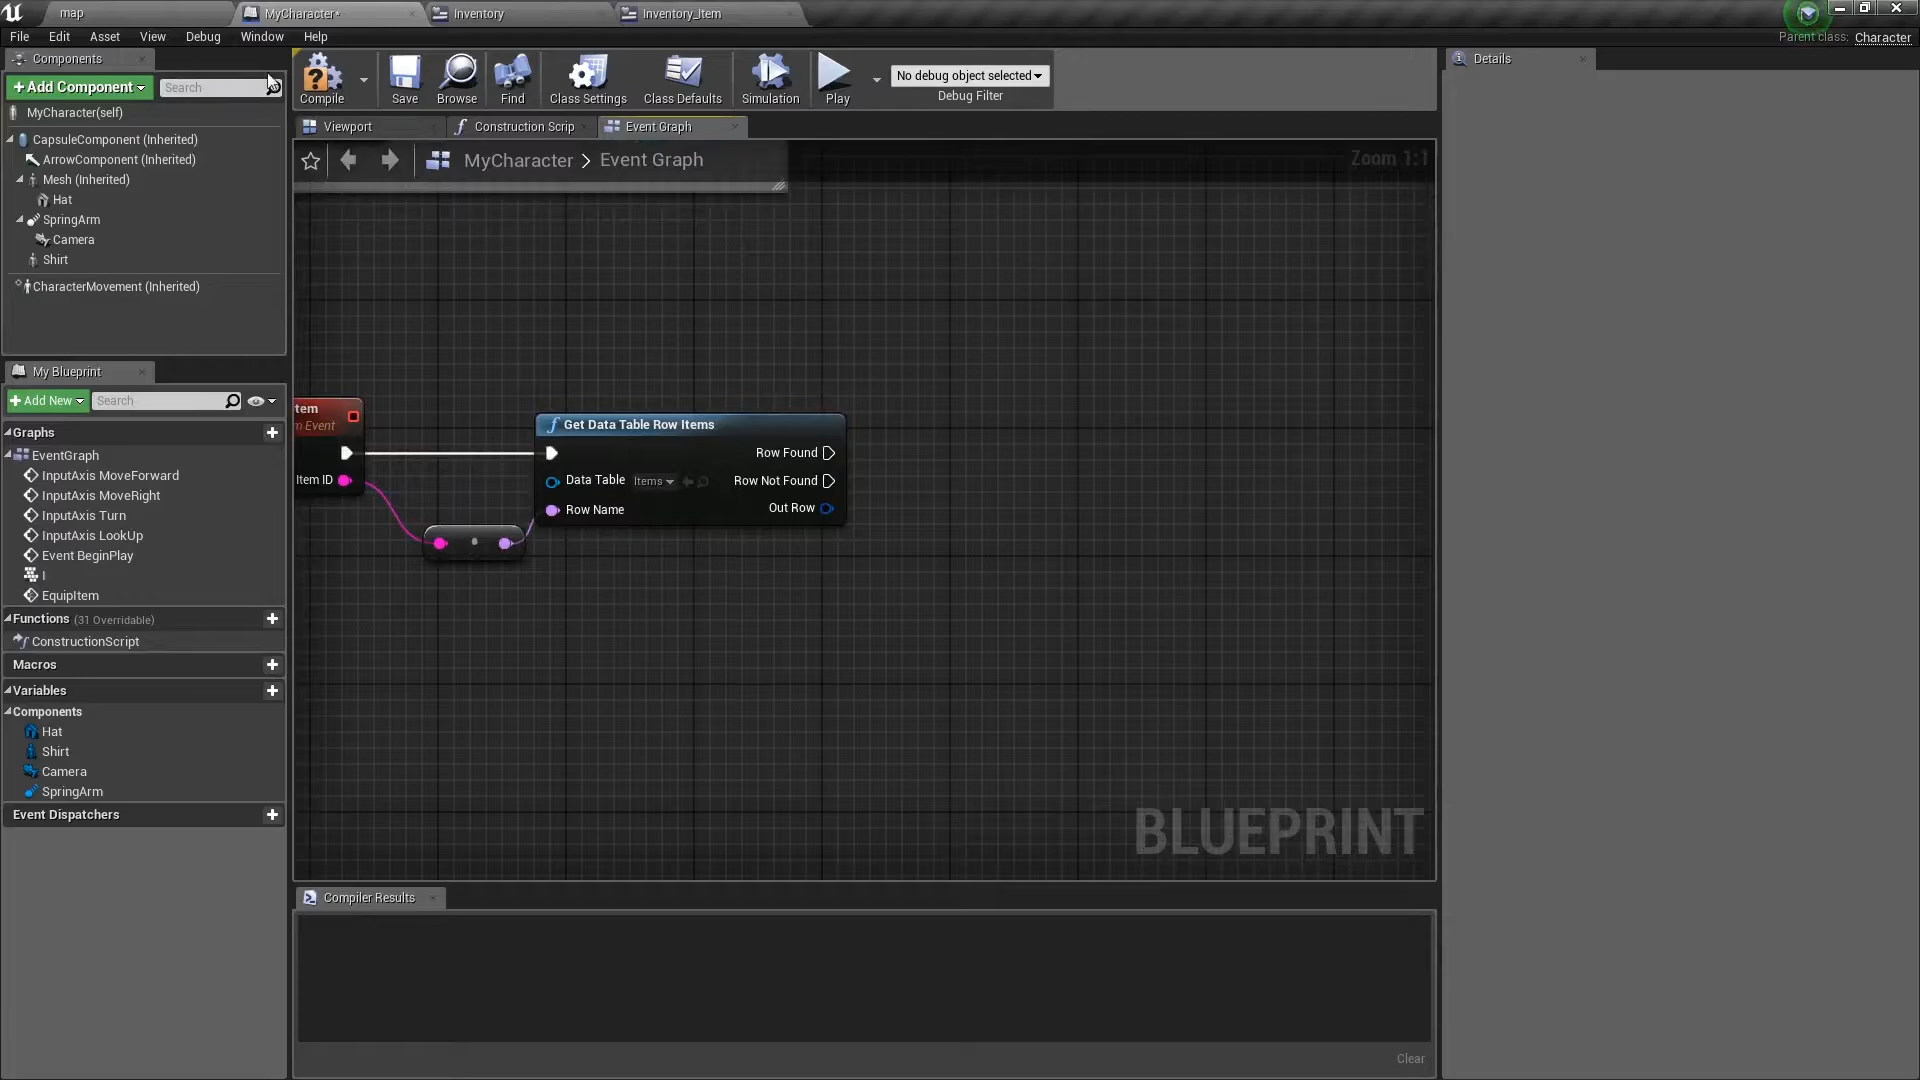 map
MyCharacter*
Inventory
Inventory_Item
File Edit Asset View Debug Window Help
Parent class: Character
Components
+Add Component
Search
MyCharacter(self)
CapsuleComponent (Inherited)
ArrowComponent (Inherited)
Mesh (Inherited)
Hat
SpringArm
Camera
Shirt
CharacterMovement (Inherited)
Compile
Save
Browse
Find
Class Settings
Class Defaults
Simulation
Play
No debug object selected
Debug Filter
Details
Viewport
Construction Scrip
Event Graph
MyCharacter > Event Graph
Zoom 1:1
My Blueprint
+Add New
Search
Graphs
EventGraph
InputAxis MoveForward
InputAxis MoveRight
InputAxis Turn
InputAxis LookUp
Event BeginPlay
I
EquipItem
Functions (31 Overridable)
ConstructionScript
Macros
Variables
Components
Hat
Shirt
Camera
SpringArm
Event Dispatchers
tem
m Event
Item ID
Get Data Table Row Items
Row Found
Data Table Items
Row Not Found
Row Name
Out Row
BLUEPRINT
Compiler Results
Clear